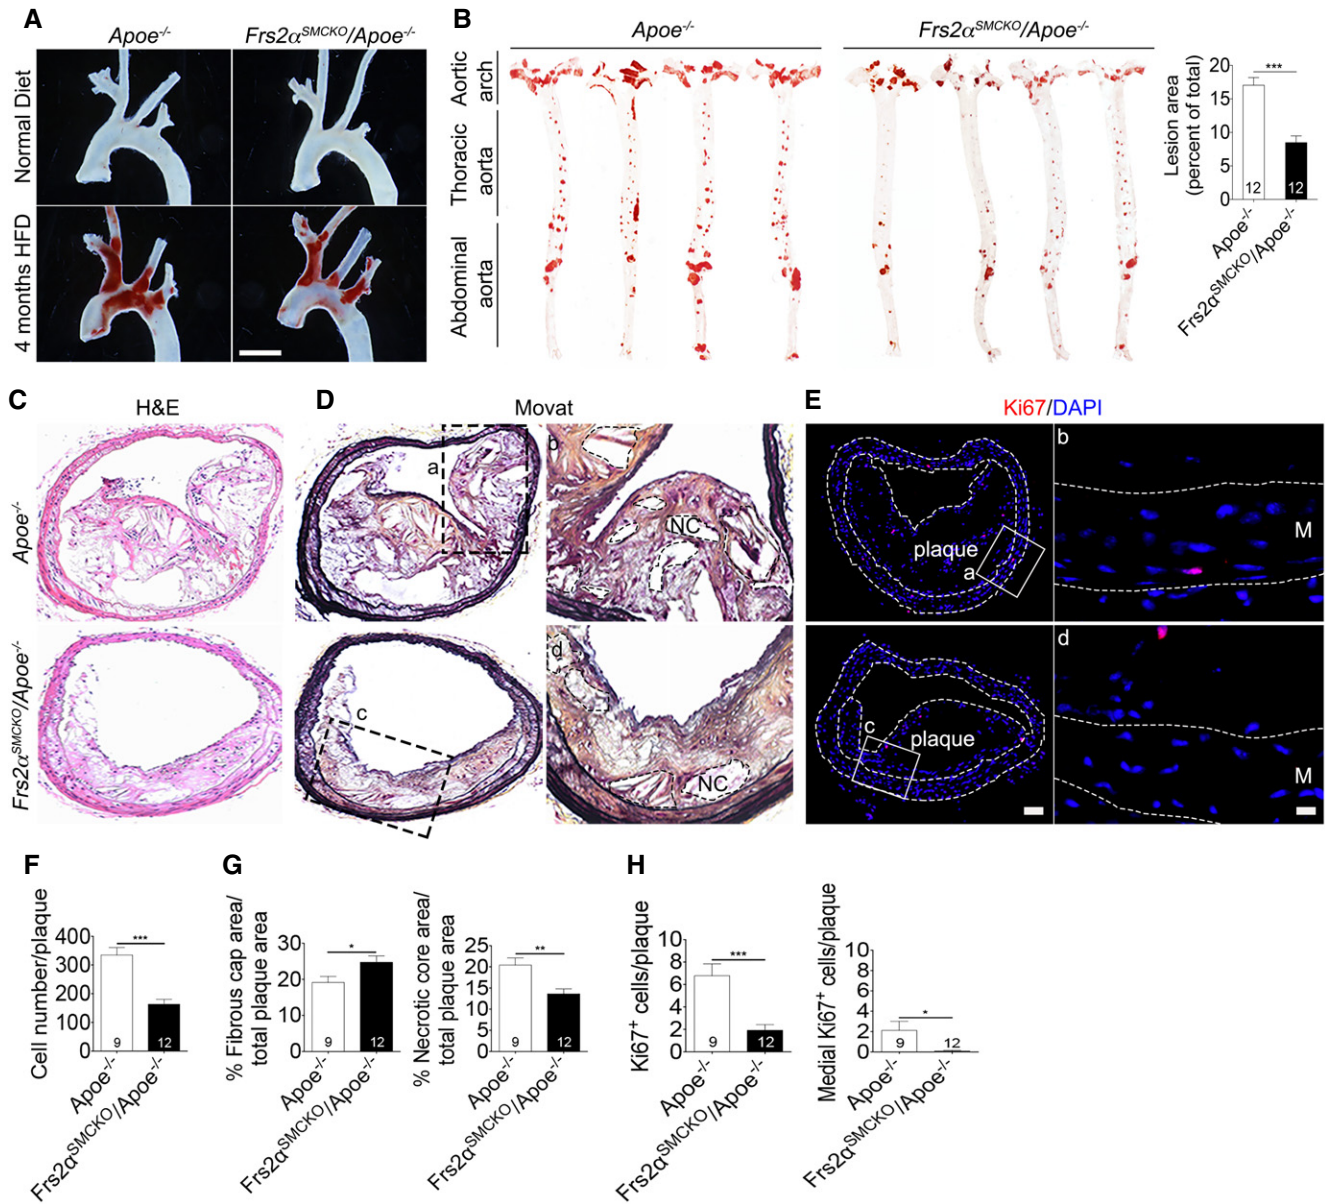 A
Apoe-/-
Frs2αSMCKO/Apoe-/-
Normal Diet
4 months HFD
B
Apoe-/-
Frs2αSMCKO/Apoe-/-
Aortic arch
Thoracic aorta
Abdominal aorta
Lesion area
(percent of total)
20
15
10
5
0
***
12
12
Apoe-/-
Frs2αSMCKO/Apoe-/-
C
H&E
Apoe-/-
Frs2αSMCKO/Apoe-/-
D
Movat
a
b
NC
c
d
NC
E
Ki67/DAPI
plaque
a
b
M
plaque
c
d
M
F
Cell number/plaque
400
300
200
100
0
***
9
12
Apoe-/-
Frs2αSMCKO/Apoe-/-
G
% Fibrous cap area/
total plaque area
30
20
10
0
*
9
12
Apoe-/-
Frs2αSMCKO/Apoe-/-
% Necrotic core area/
total plaque area
25
20
15
10
5
0
**
9
12
Apoe-/-
Frs2αSMCKO/Apoe-/-
H
Ki67+ cells/plaque
10
8
6
4
2
0
***
9
12
Apoe-/-
Frs2αSMCKO/Apoe-/-
Medial Ki67+ cells/plaque
10
8
6
4
2
0
*
9
12
Apoe-/-
Frs2αSMCKO/Apoe-/-